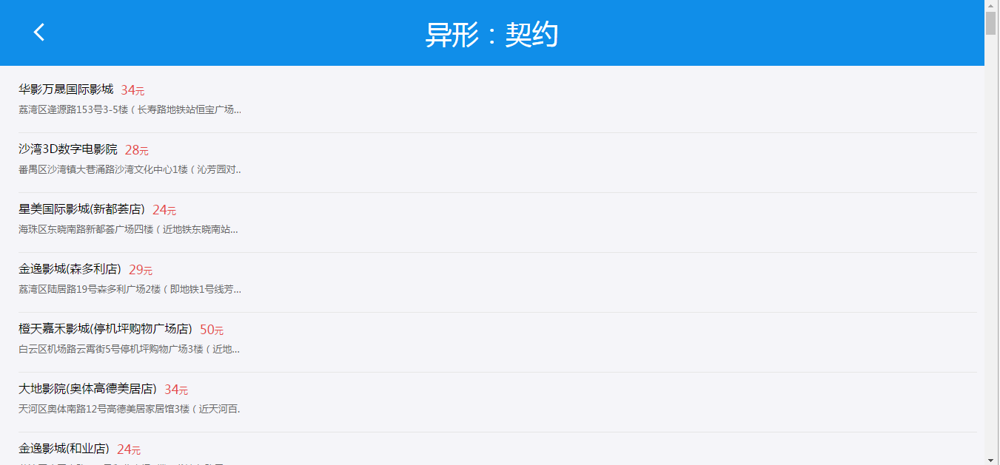 异形：契约
华影万晟国际影城 34元
荔湾区逢源路153号3-5楼（长寿路地铁站恒宝广场...
沙湾3D数字电影院 28元
番禺区沙湾镇大巷涌路沙湾文化中心1楼（沁芳园对..
星美国际影城(新都荟店) 24元
海珠区东晓南路新都荟广场四楼（近地铁东晓南站...
金逸影城(森多利店) 29元
荔湾区陆居路19号森多利广场2楼（即地铁1号线芳...
橙天嘉禾影城(停机坪购物广场店) 50元
白云区机场路云霄街5号停机坪购物广场3楼（近地...
大地影院(奥体高德美居店) 34元
天河区奥体南路12号高德美居家居馆3楼（近天河百.
金逸影城(和业店) 24元